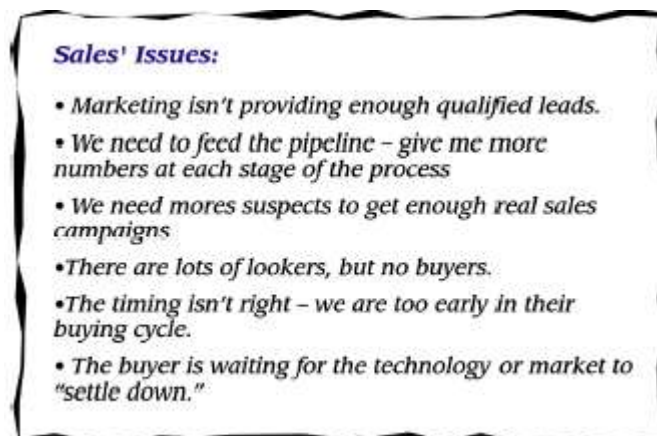 Sales' Issues:
• Marketing isn't providing enough qualified leads.
• We need to feed the pipeline – give me more
numbers at each stage of the process
• We need mores suspects to get enough real sales
campaigns
•There are lots of lookers, but no buyers.
•The timing isn't right – we are too early in their
buying cycle.
• The buyer is waiting for the technology or market to
"settle down."